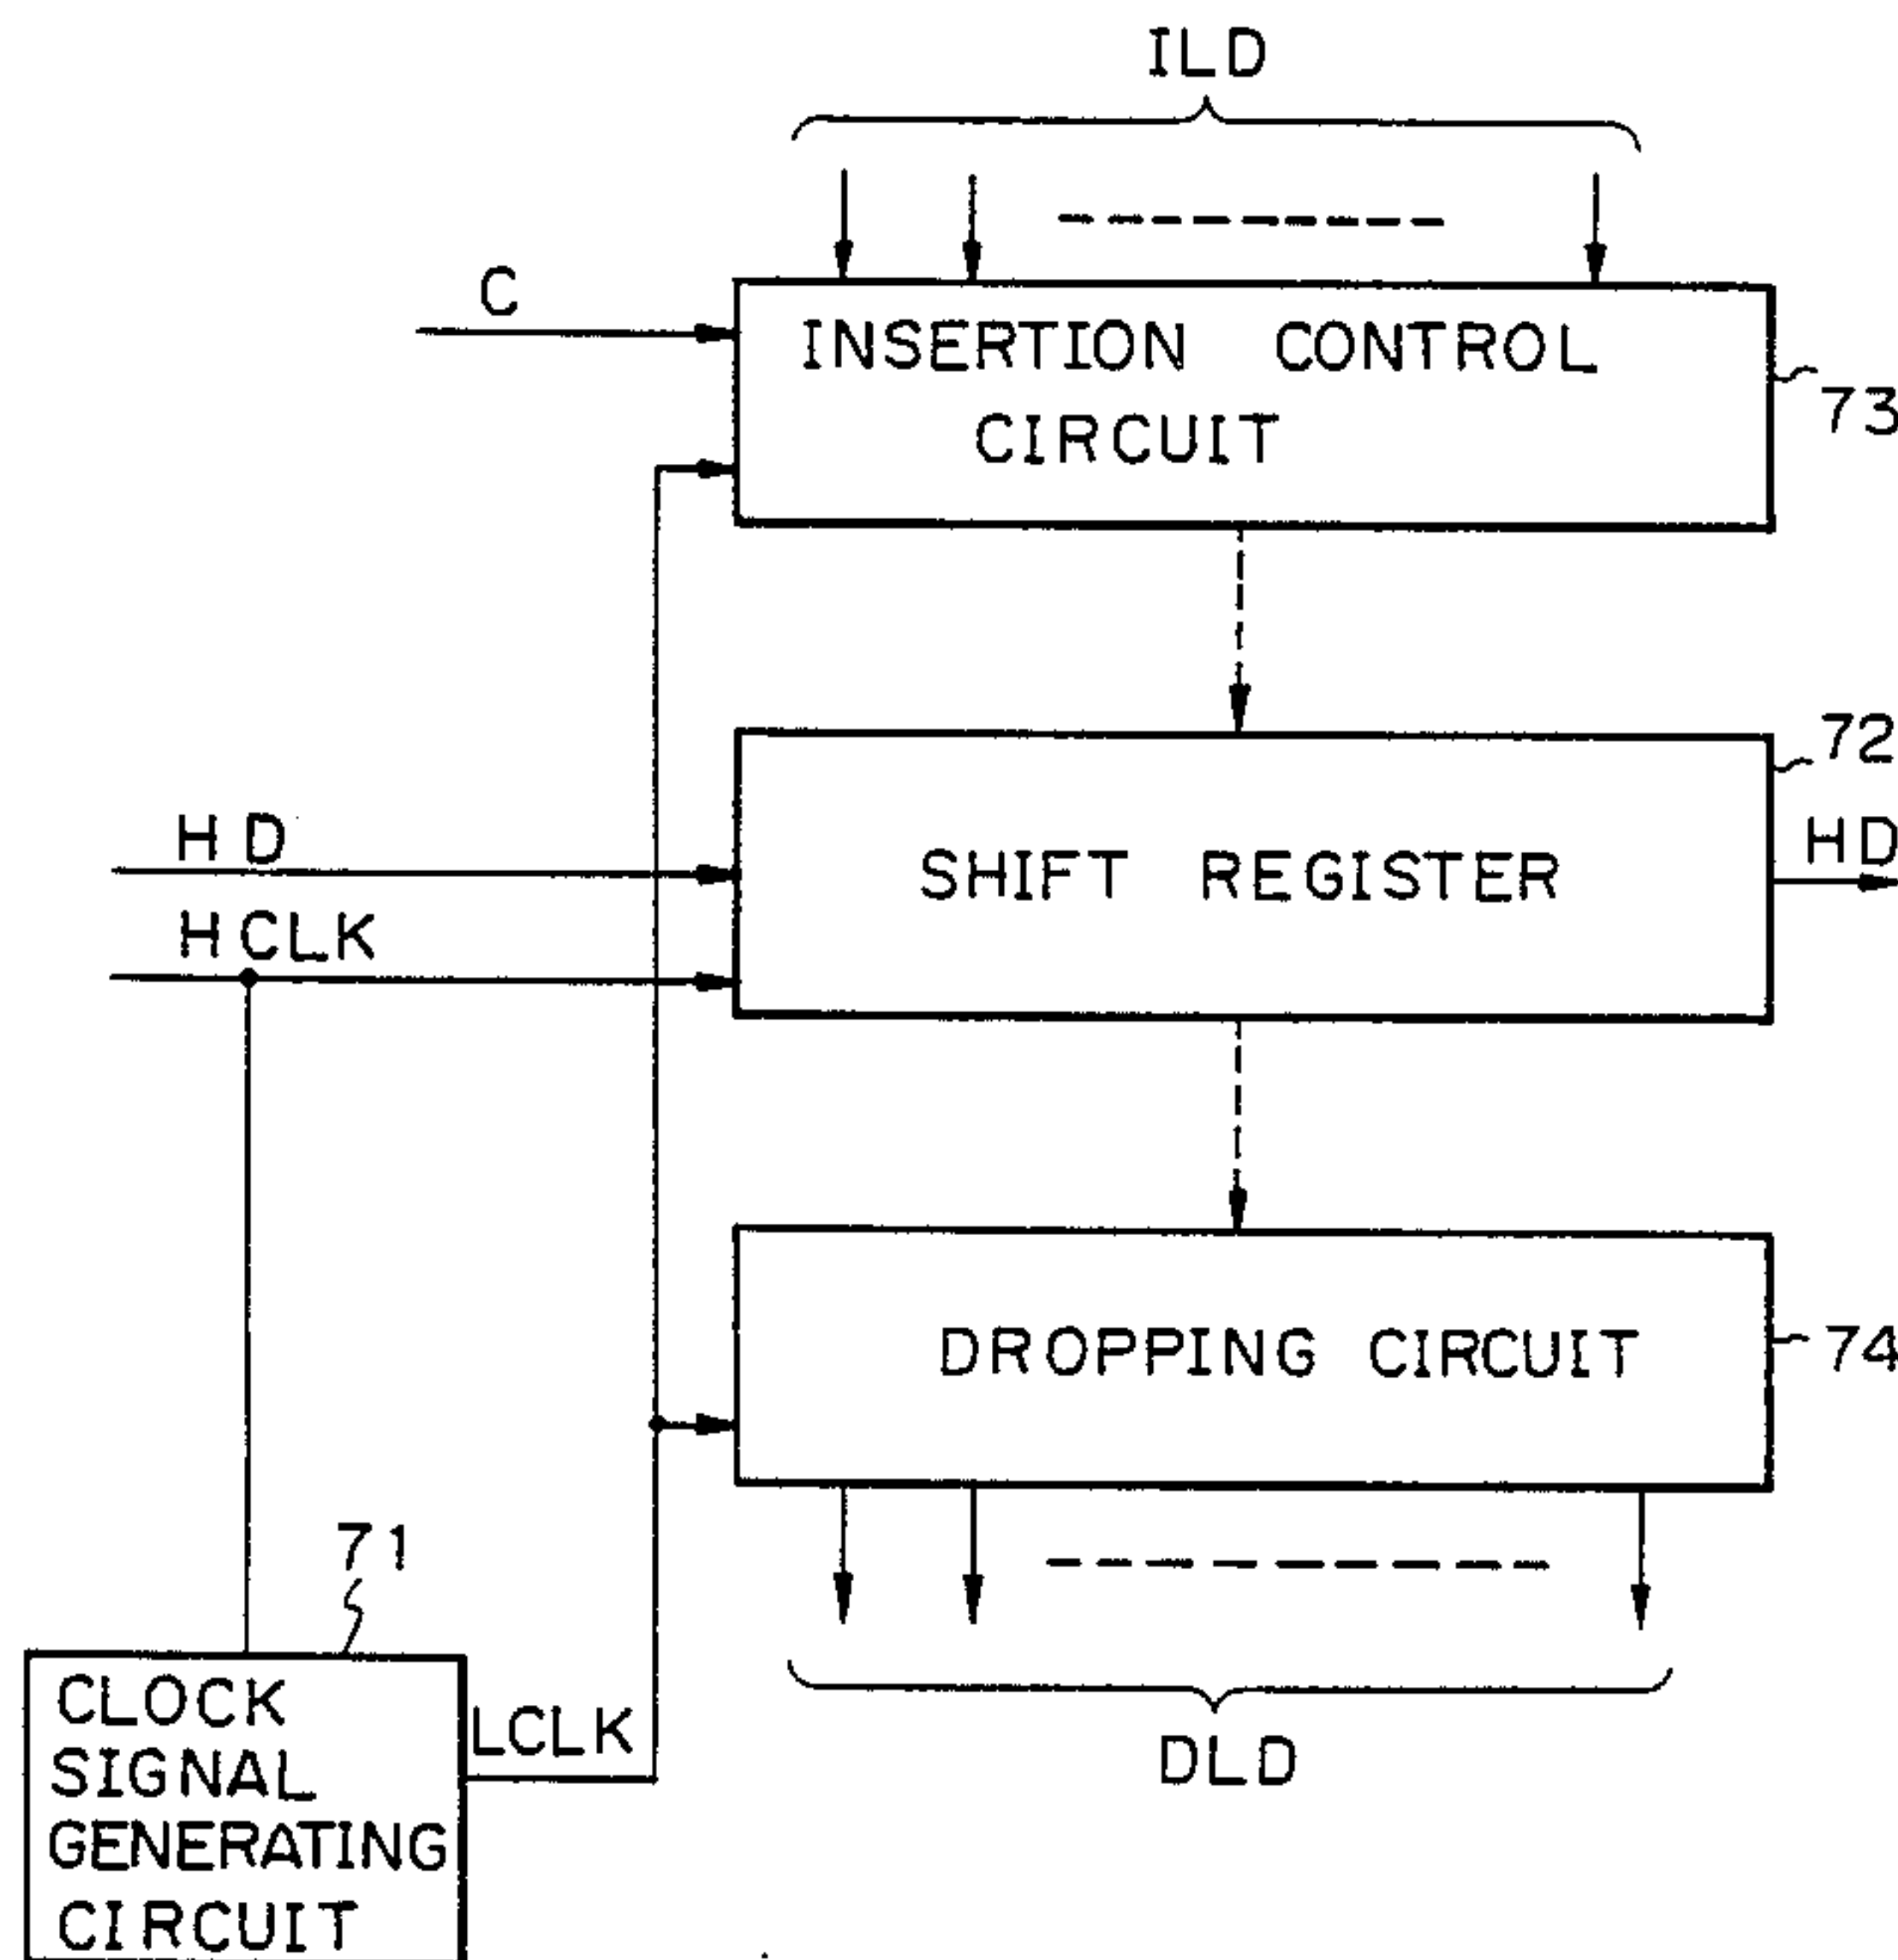 ILD
C
INSERTION CONTROL
CIRCUIT
73
72
HD
SHIFT REGISTER
HD
HCLK
DROPPING CIRCUIT
74
71
CLOCK
SIGNAL
GENERATING
CIRCUIT
LCLK
DLD